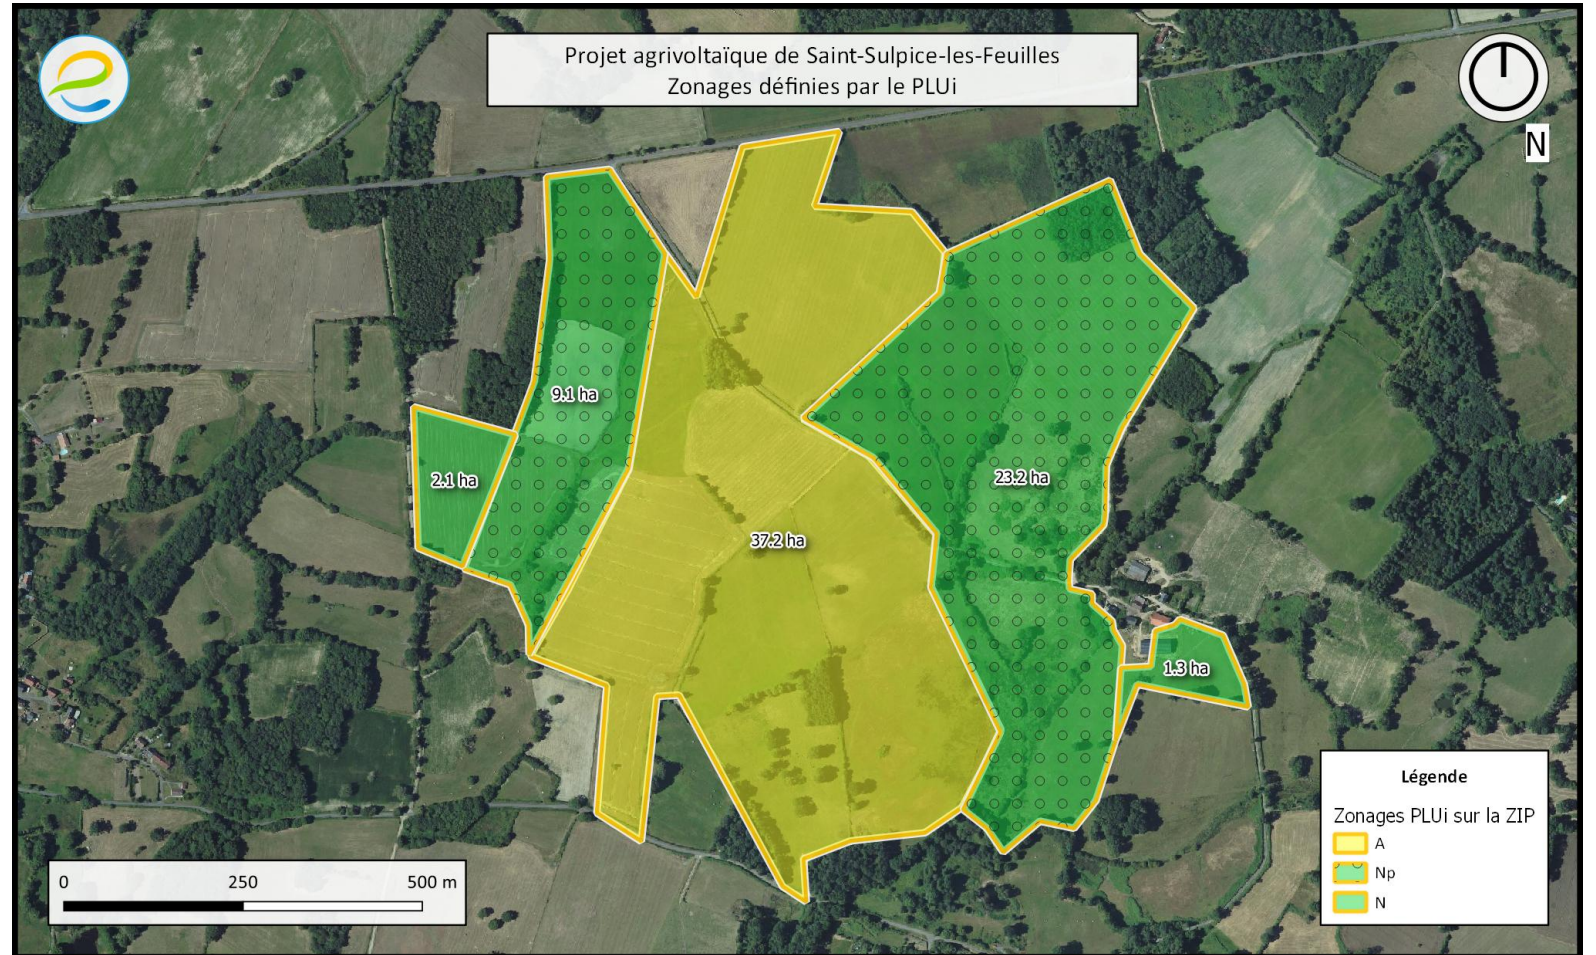 Projet agrivoltaïque de Saint-Sulpice-les-Feuilles
Zonages définies par le PLUi
N
9.1 ha
2.1 ha
23.2 ha
37.2 ha
1.3 ha
Légende
Zonages PLUi sur la ZIP
A
Np
N
0 250 500 m